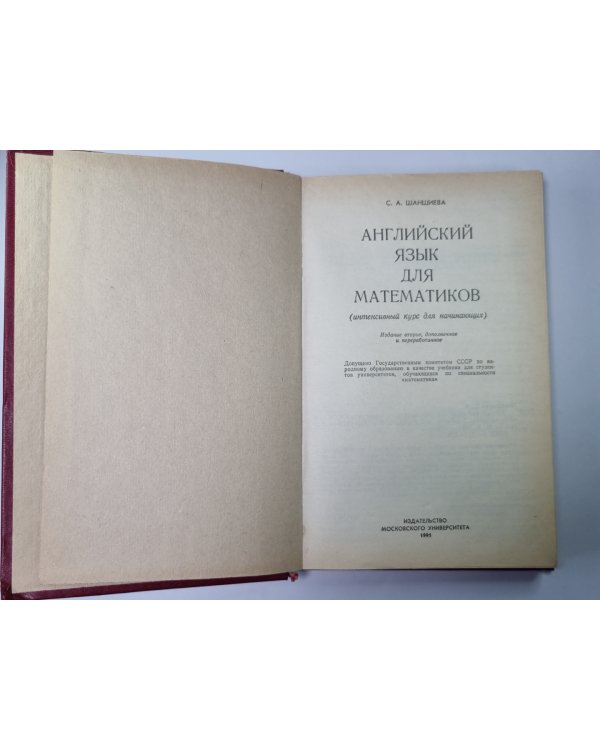 С. А. ШАНШИЕВА
АНГЛИЙСКИЙ
ЯЗЫК
ДЛЯ
МАТЕМАТИКОВ
(интенсивный курс для начинающих)
Издание второе, дополненное
и переработанное
Допущено Государственным комитетом СССР по на-
родному образованию в качестве учебника для студен-
тов университетов, обучающихся по специальности
«математика»
ИЗДАТЕЛЬСТВО
МОСКОВСКОГО УНИВЕРСИТЕТА
1991